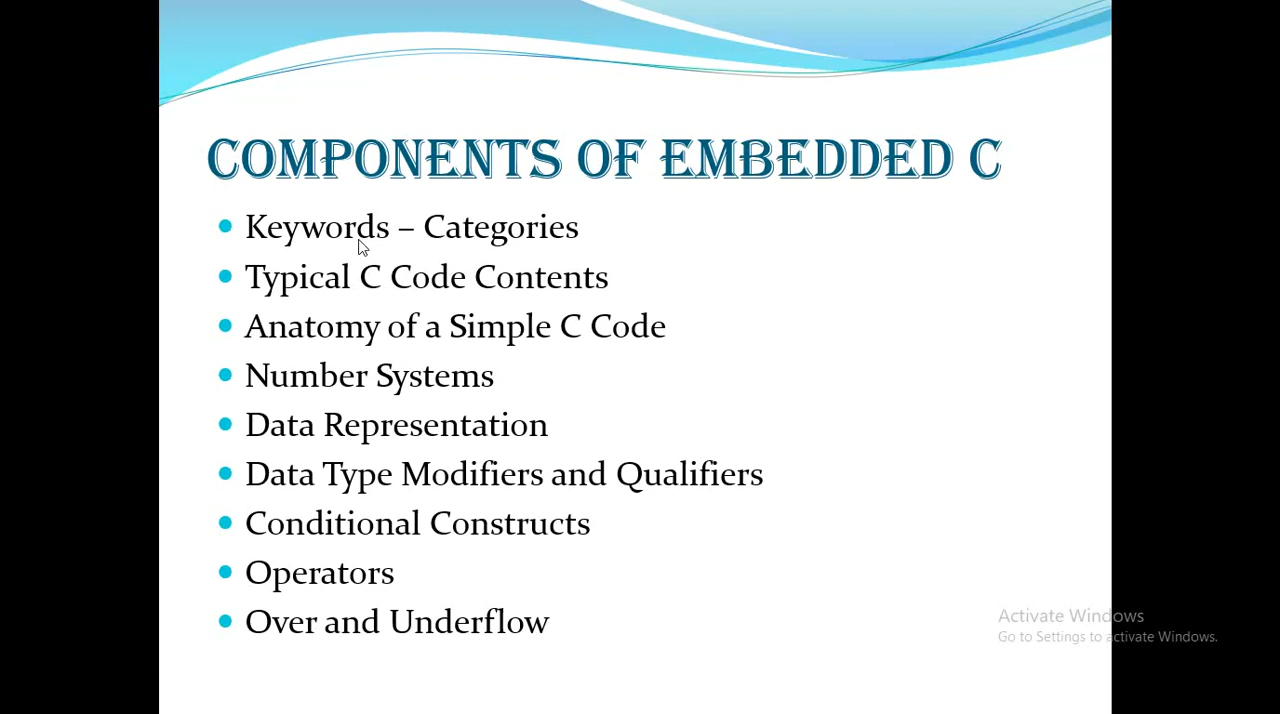 COMPONENTS OF EMBEDDED C
Keywords – Categories
Typical C Code Contents
Anatomy of a Simple C Code
Number Systems
Data Representation
Data Type Modifiers and Qualifiers
Conditional Constructs
Operators
Over and Underflow
Activate Windows
Go to Settings to activate Windows.